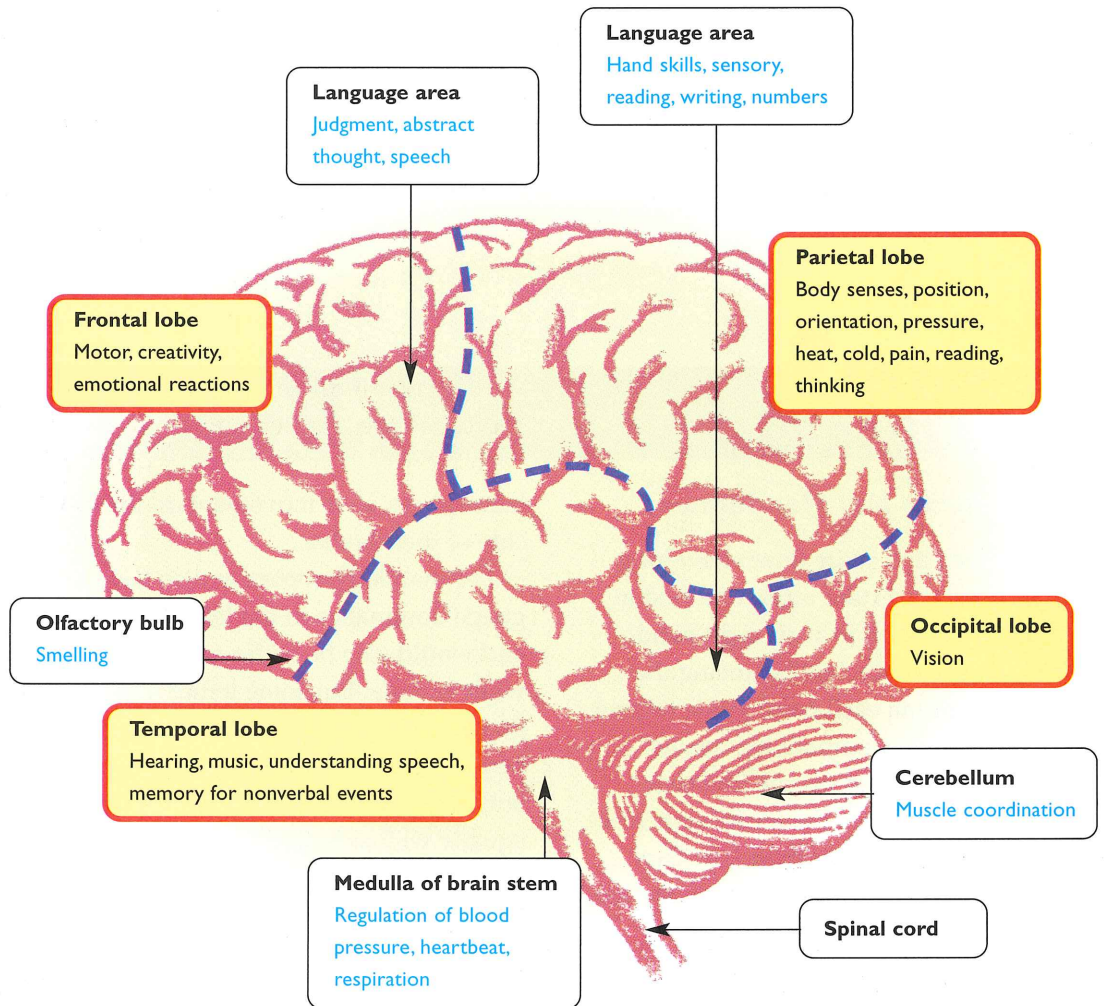 Language area
Hand skills, sensory,
reading, writing, numbers
Language area
Judgment, abstract
thought, speech
Parietal lobe
Body senses, position,
orientation, pressure,
heat, cold, pain, reading,
thinking
Frontal lobe
Motor, creativity,
emotional reactions
Olfactory bulb
Smelling
Occipital lobe
Vision
Temporal lobe
Hearing, music, understanding speech,
memory for nonverbal events
Cerebellum
Muscle coordination
Medulla of brain stem
Regulation of blood
pressure, heartbeat,
respiration
Spinal cord